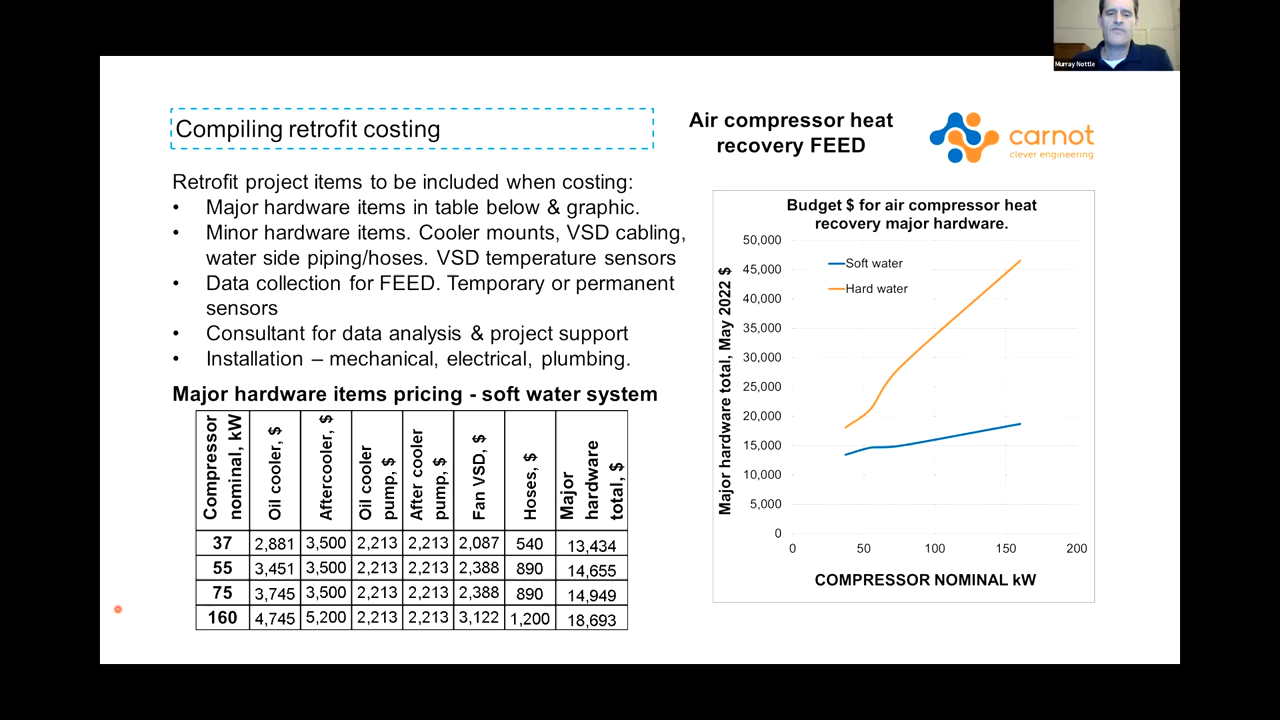 Murray Nottle
Compiling retrofit costing
Air compressor heat
recovery FEED
carnot
clever engineering
Retrofit project items to be included when costing:
• Major hardware items in table below & graphic.
• Minor hardware items. Cooler mounts, VSD cabling,
water side piping/hoses. VSD temperature sensors
• Data collection for FEED. Temporary or permanent
sensors
• Consultant for data analysis & project support
• Installation – mechanical, electrical, plumbing.
Major hardware items pricing - soft water system
Compressor nominal, kW
Oil cooler, $
Aftercooler, $
Oil cooler pump, $
After cooler pump, $
Fan VSD, $
Hoses, $
Major hardware total, $
37 2,881 3,500 2,213 2,213 2,087 540 13,434
55 3,451 3,500 2,213 2,213 2,388 890 14,655
75 3,745 3,500 2,213 2,213 2,388 890 14,949
160 4,745 5,200 2,213 2,213 3,122 1,200 18,693
Budget $ for air compressor heat
recovery major hardware.
Major hardware total, May 2022 $
50,000
45,000
40,000
35,000
30,000
25,000
20,000
15,000
10,000
5,000
0
Soft water
Hard water
0 50 100 150 200
COMPRESSOR NOMINAL kW